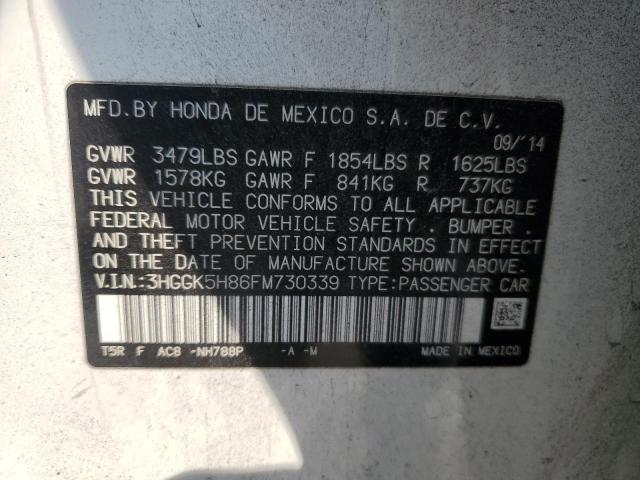 MFD.BY HONDA DE MEXICO S.A. DE C.V.
09/'14
GVWR 3479LBS GAWR F 1854LBS R 1625LBS
GVWR 1578KG GAWR F 841KG R 737KG
THIS VEHICLE CONFORMS TO ALL APPLICABLE
FEDERAL MOTOR VEHICLE SAFETY . BUMPER .
AND THEFT PREVENTION STANDARDS IN EFFECT
ON THE DATE OF MANUFACTURE SHOWN ABOVE.
V.I.N.:3HGGK5H86FM730339 TYPE:PASSENGER CAR
T5R F AC8 -NH788P -A -M MADE IN MEXICO